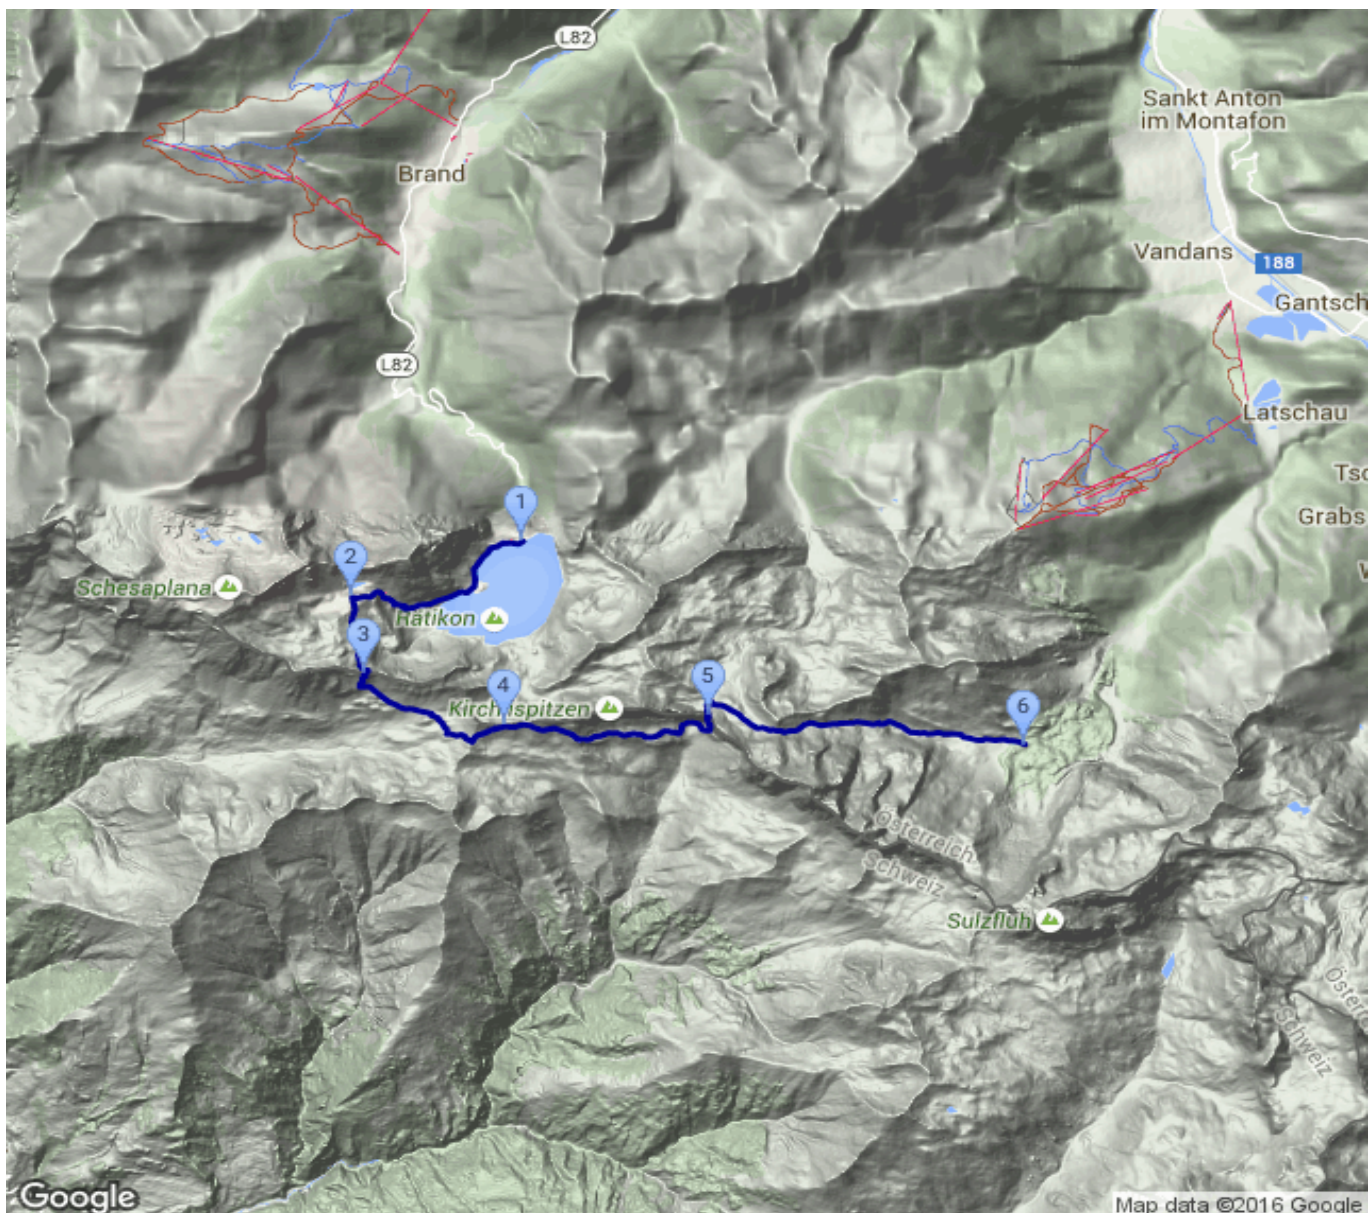 L82
Sankt Anton
im Montafon
Brand
Vandans
188
Gantsch
L82
Latschau
Tsc
Grabs
1
2
Schesaplana
Rätikon
3
4
5
Kirchlispitzen
6
Österreich
Schweiz
Sulzfluh
Österre
Schweiz
Google
Map data ©2016 Google